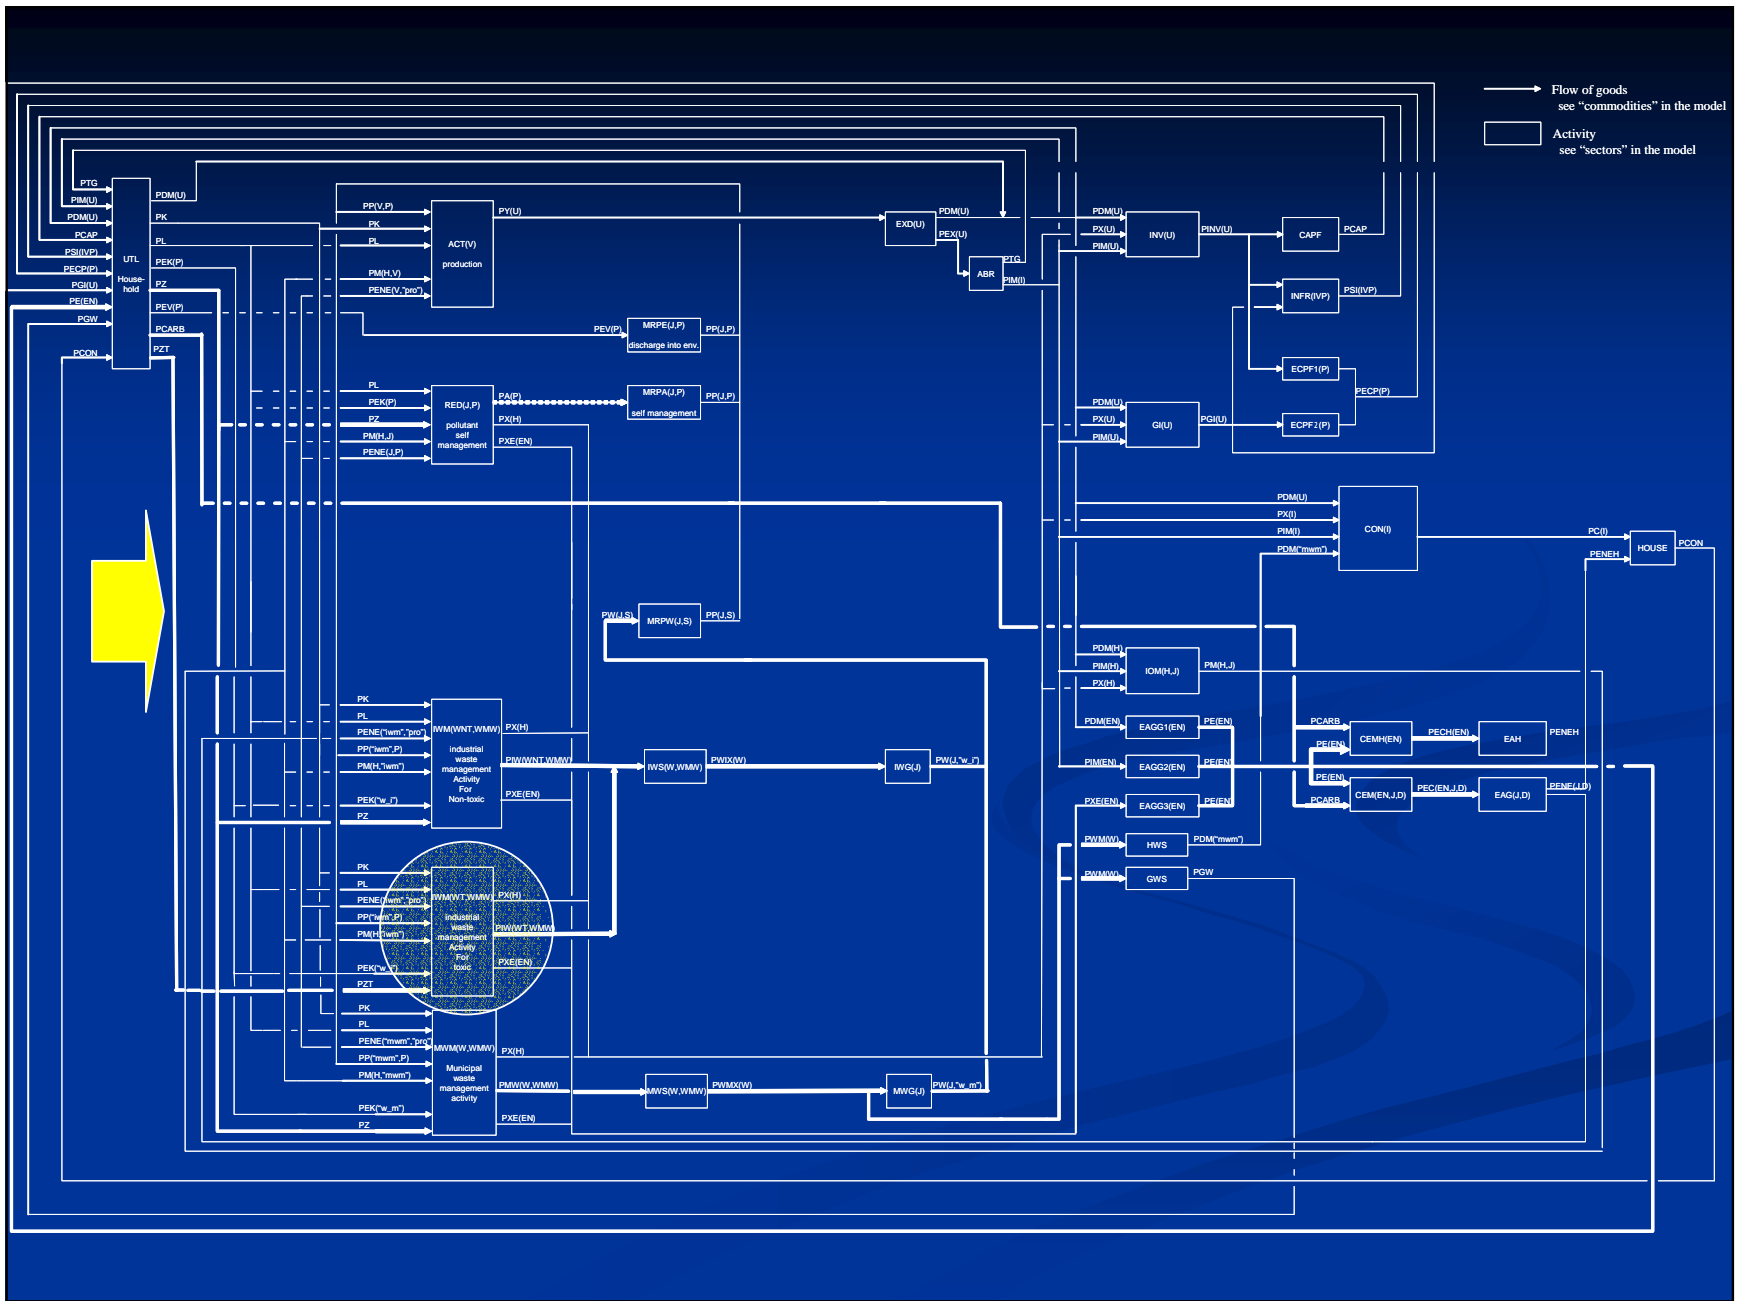 Flow of goods
see “commodities” in the model
Activity
see “sectors” in the model
PTG
PIM(U)
PDM(U)
PCAP
PSI(IVP)
PECP(P)
PGI(U)
PE(EN)
PGW
PCON
UTL
House-
hold
PDM(U)
PK
PL
PEK(P)
PZ
PEV(P)
PCARB
PZT
PP(V,P)
PK
PL
PM(H,V)
PENE(V,"pro")
ACT(V)
production
PY(U)
EXD(U)
PDM(U)
PEX(U)
ABR
PTG
PIM(I)
PDM(U)
PX(U)
PIM(U)
INV(U)
PINV(U)
CAPF
PCAP
INFR(IVP)
PSI(IVP)
ECPF1(P)
PECP(P)
ECPF2(P)
PEV(P)
MRPE(J,P)
discharge into env.
PP(J,P)
PL
PEK(P)
PZ
PM(H,J)
PENE(J,P)
RED(J,P)
pollutant
self
management
PA(P)
PX(H)
PXE(EN)
MRPA(J,P)
self management
PP(J,P)
PDM(U)
PX(U)
PIM(U)
GI(U)
PGI(U)
PDM(U)
PX(I)
PIM(I)
PDM("mwm")
CON(I)
PC(I)
PENEH
HOUSE
PCON
PW(J,S)
MRPW(J,S)
PP(J,S)
PDM(H)
PIM(H)
PX(H)
IOM(H,J)
PM(H,J)
PK
PL
PENE("iwm","pro")
PP("iwm",P)
PM(H,"iwm")
PEK("w_i")
PZ
IWM(WNT,WMW)
industrial
waste
management
Activity
For
Non-toxic
PX(H)
PIW(WNT,WMW)
PXE(EN)
IWS(W,WMW)
PWIX(W)
IWG(J)
PW(J,"w_i")
PDM(EN)
EAGG1(EN)
PE(EN)
PIM(EN)
EAGG2(EN)
PE(EN)
PXE(EN)
EAGG3(EN)
PE(EN)
PCARB
PE(EN)
CEMH(EN)
PECH(EN)
EAH
PENEH
PE(EN)
PCARB
CEM(EN,J,D)
PEC(EN,J,D)
EAG(J,D)
PENE(J,D)
PWM(W)
HWS
PDM("mwm")
PWM(W)
GWS
PGW
PK
PL
PENE("iwm","pro")
PP("iwm",P)
PM(H,"iwm")
PEK("w_i")
PZT
IWM(WT,WMW)
industrial
waste
management
Activity
For
toxic
PX(H)
PIW(WT,WMW)
PXE(EN)
PK
PL
PENE("mwm","pro")
PP("mwm",P)
PM(H,"mwm")
PEK("w_m")
PZ
MWM(W,WMW)
Municipal
waste
management
activity
PX(H)
PMW(W,WMW)
PXE(EN)
MWS(W,WMW)
PWMX(W)
MWG(J)
PW(J,"w_m")